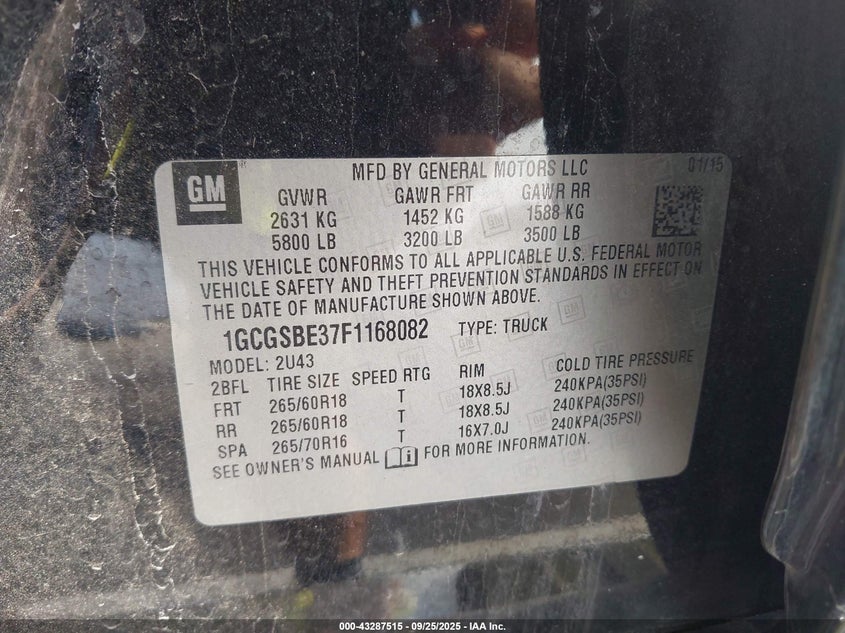 GM
MFD BY GENERAL MOTORS LLC 01/15
GVWR GAWR FRT GAWR RR
2631 KG 1452 KG 1588 KG
5800 LB 3200 LB 3500 LB
THIS VEHICLE CONFORMS TO ALL APPLICABLE U.S. FEDERAL MOTOR
VEHICLE SAFETY AND THEFT PREVENTION STANDARDS IN EFFECT ON
THE DATE OF MANUFACTURE SHOWN ABOVE.
1GCGSBE37F1168082 TYPE: TRUCK
MODEL: 2U43
2BFL TIRE SIZE SPEED RTG RIM COLD TIRE PRESSURE
FRT 265/60R18 T 18X8.5J 240KPA(35PSI)
RR 265/60R18 T 18X8.5J 240KPA(35PSI)
SPA 265/70R16 T 16X7.0J 240KPA(35PSI)
SEE OWNER'S MANUAL FOR MORE INFORMATION.
000-43287515 - 09/25/2025 - IAA Inc.